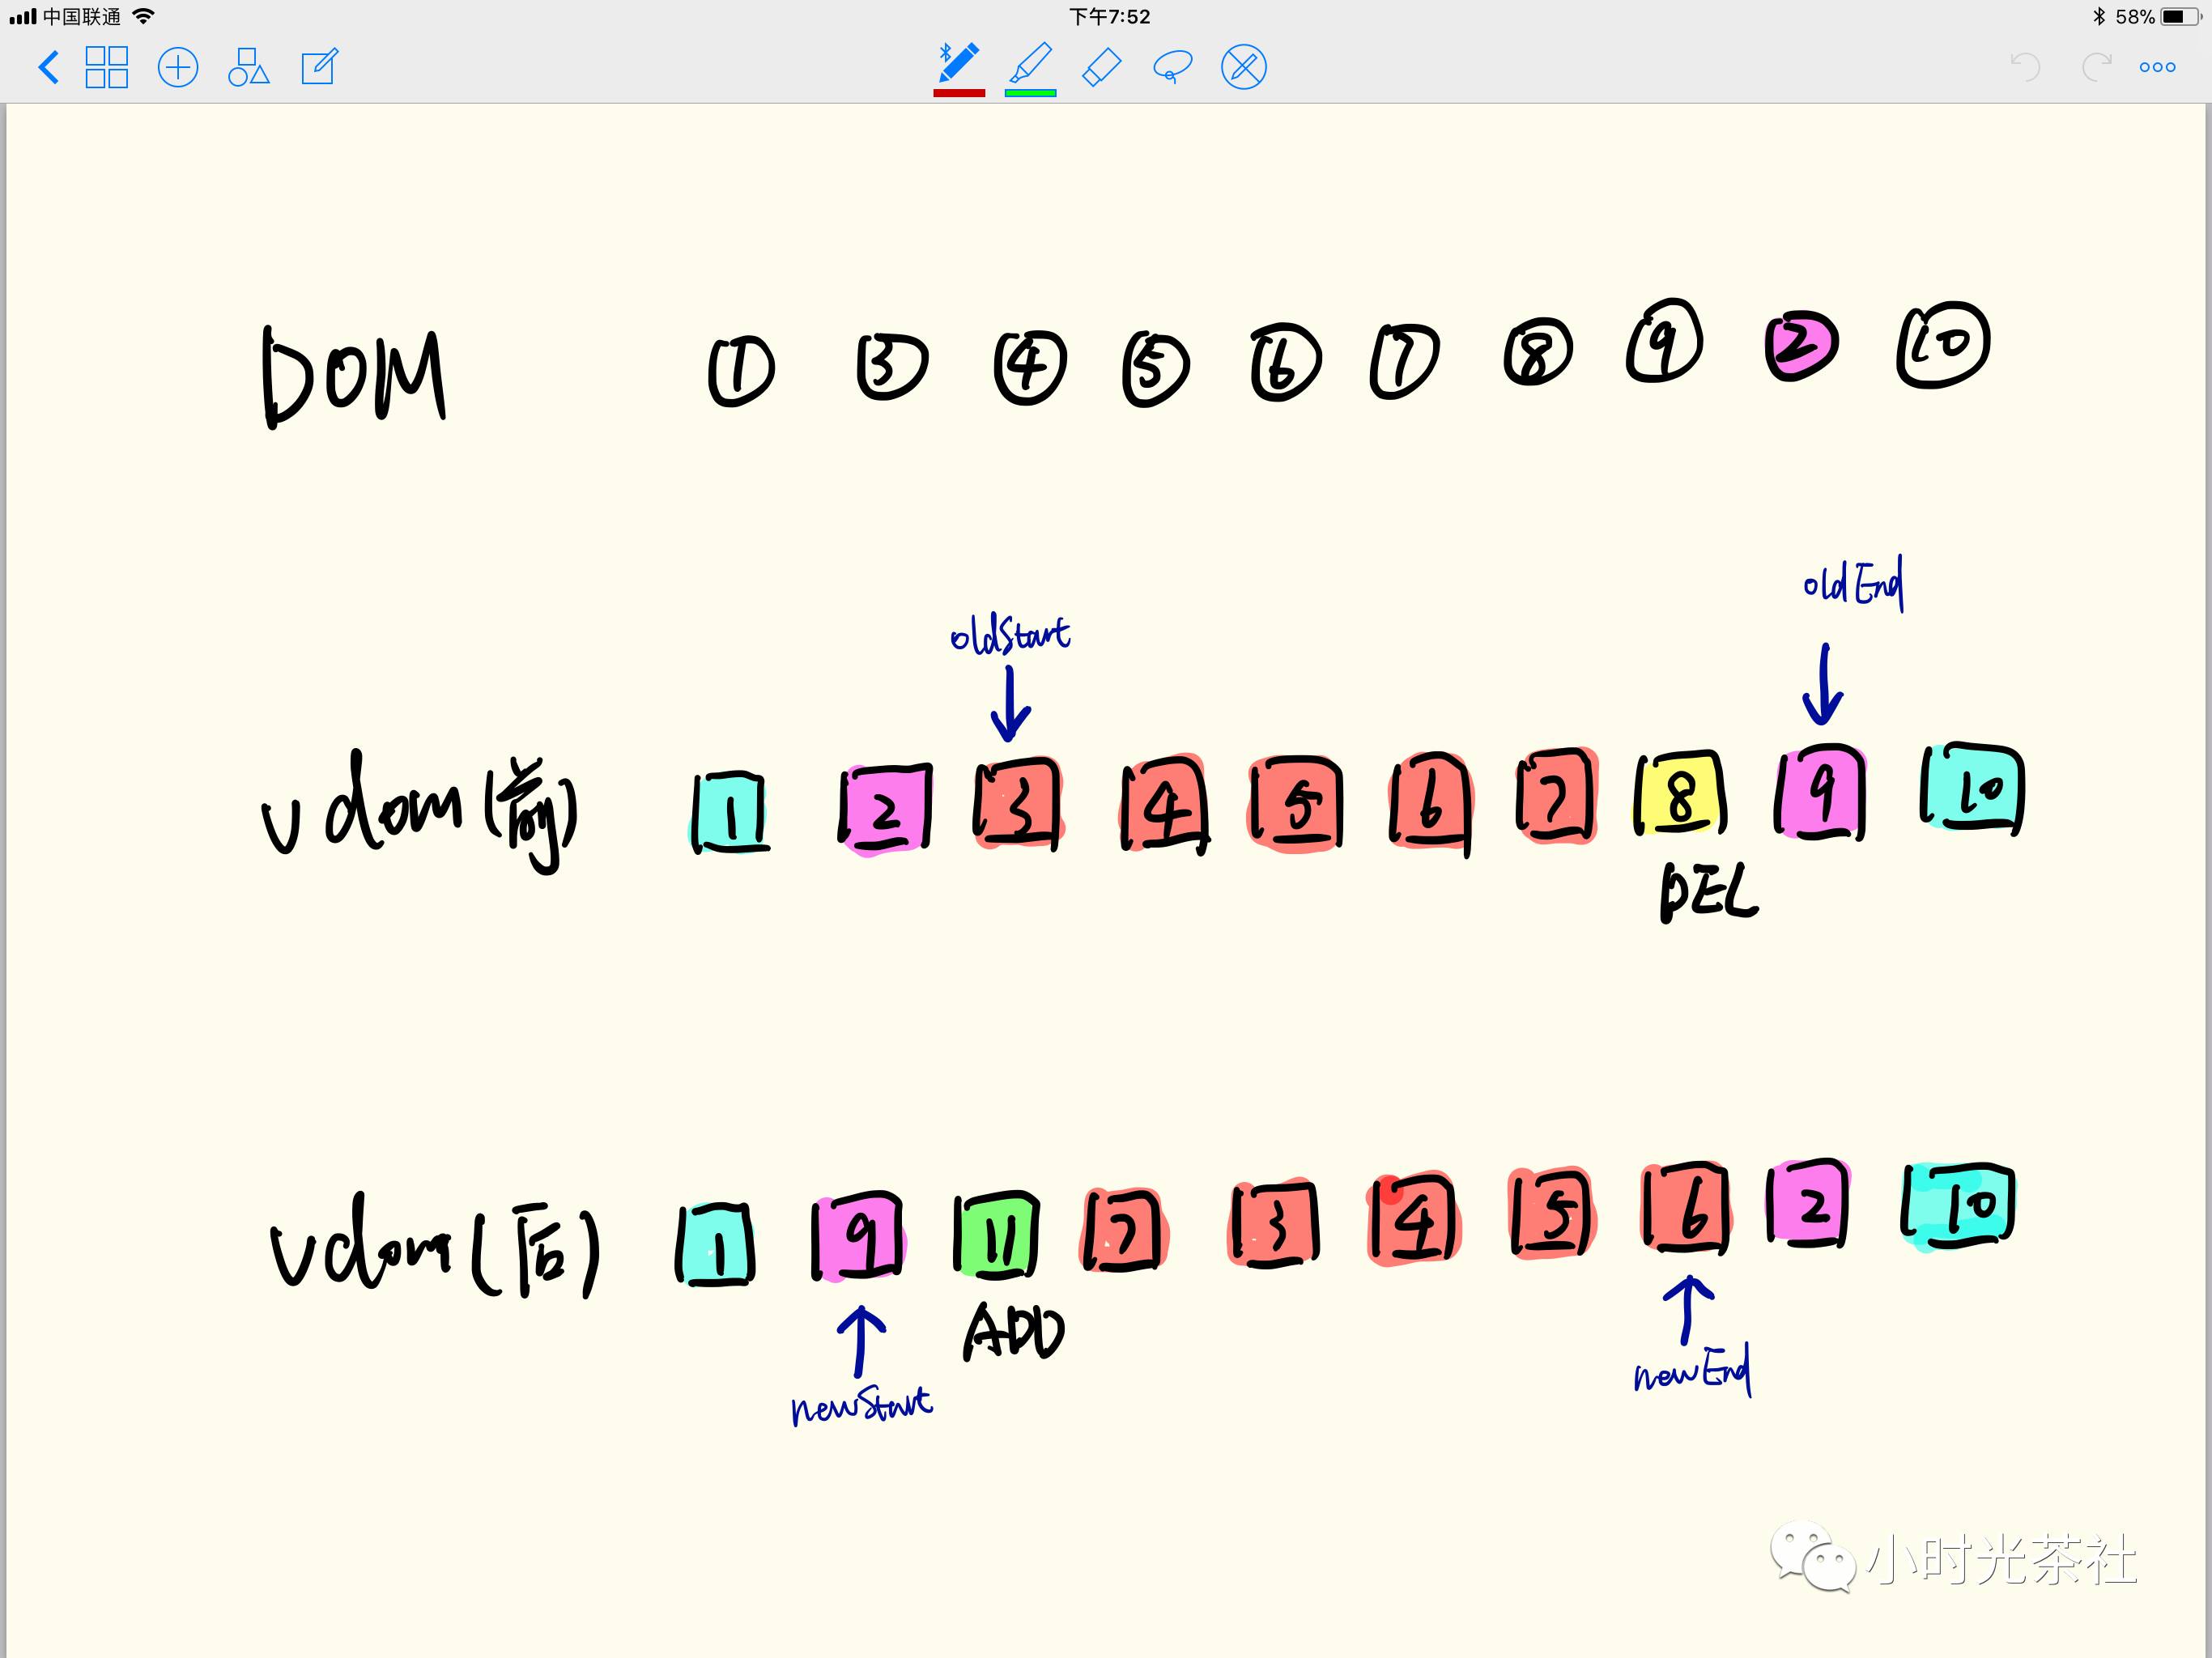 中国联通 下午7:52 58%
DOM 1 3 4 5 6 7 8 9 2 10
oldStart oldEnd
vdom(前) 1 2 3 4 5 6 7 8 9 10
DEL
vdom(后) 1 9 11 7 3 4 5 6 2 10
ADD
newStart newEnd
小时光茶社